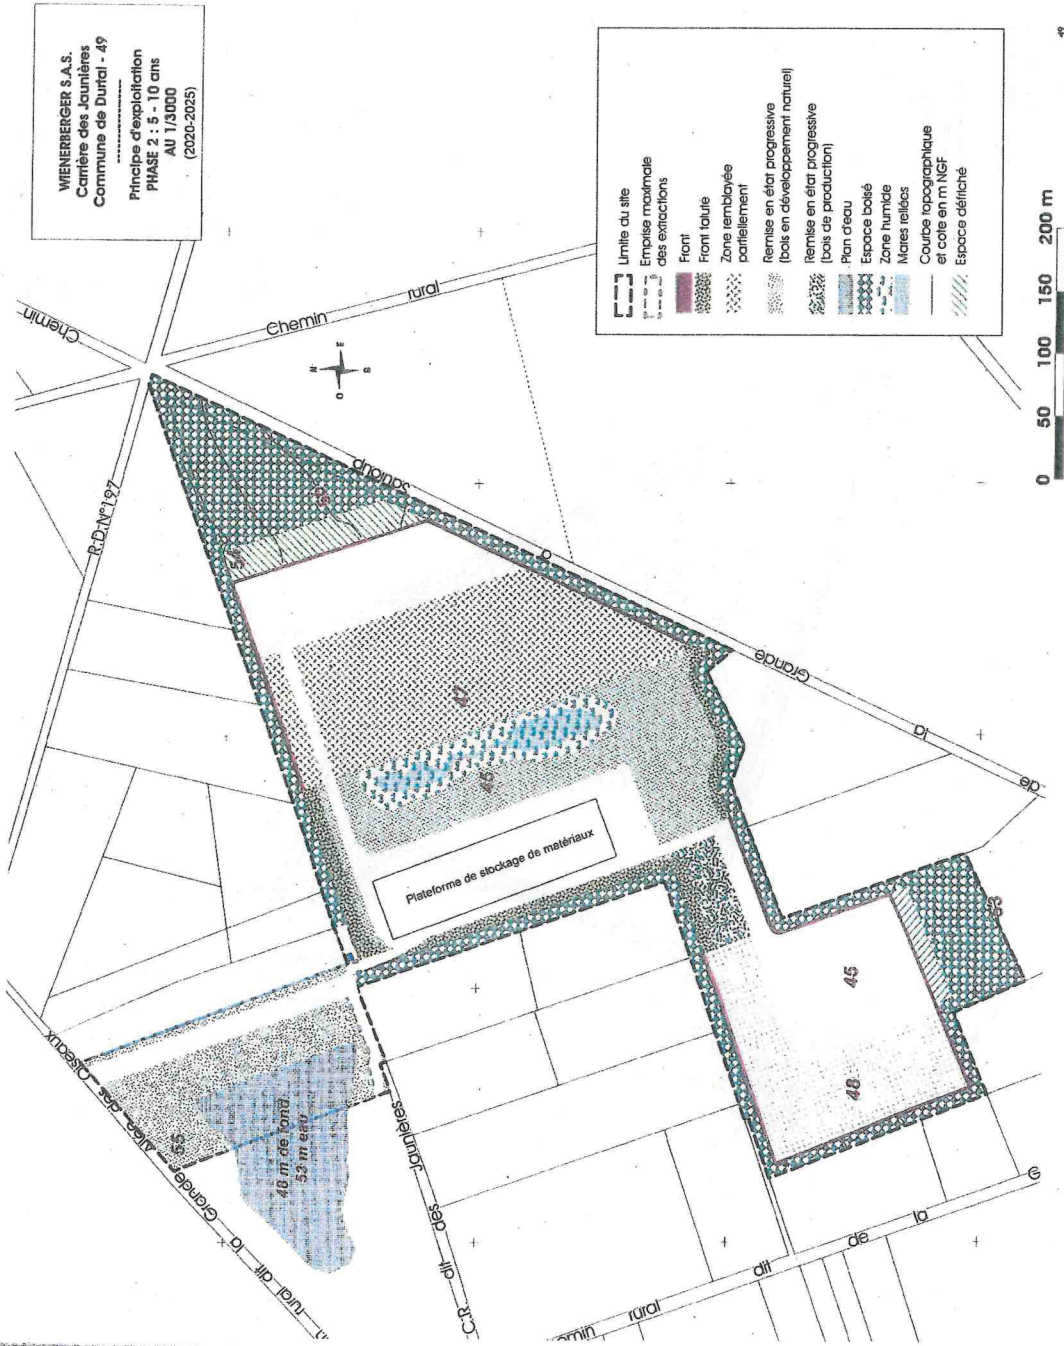 WIENERBERGER S.A.S.
Carrière des Jaunières
Commune de Durtal - 49
Principe d'exploitation
PHASE 2 : 5 - 10 ans
AU 1/3000
(2020-2025)
Chemin
Chemin
rural
R.D.N°197
N
O
E
S
Saulaup
à
Grande
la
de
54
47
46
Plateforme de stockage de matériaux
Allée des Oiseaux
Grande
la
rural dit
55
48 m de fond
53 m eau
C.R
dit
des
Jaunières
45
48
53
rural
dit
de
la
G
Limite du site
Emprise maximale
des extractions
Front
Front taluté
Zone remblayée
partiellement
Remise en état progressive
(bois en développement naturel)
Remise en état progressive
(bois de production)
Plan d'eau
Espace boisé
Zone humide
Mares reliées
Courbe topographique
et cote en m NGF
Espace défriché
0 50 100 150 200 m
49